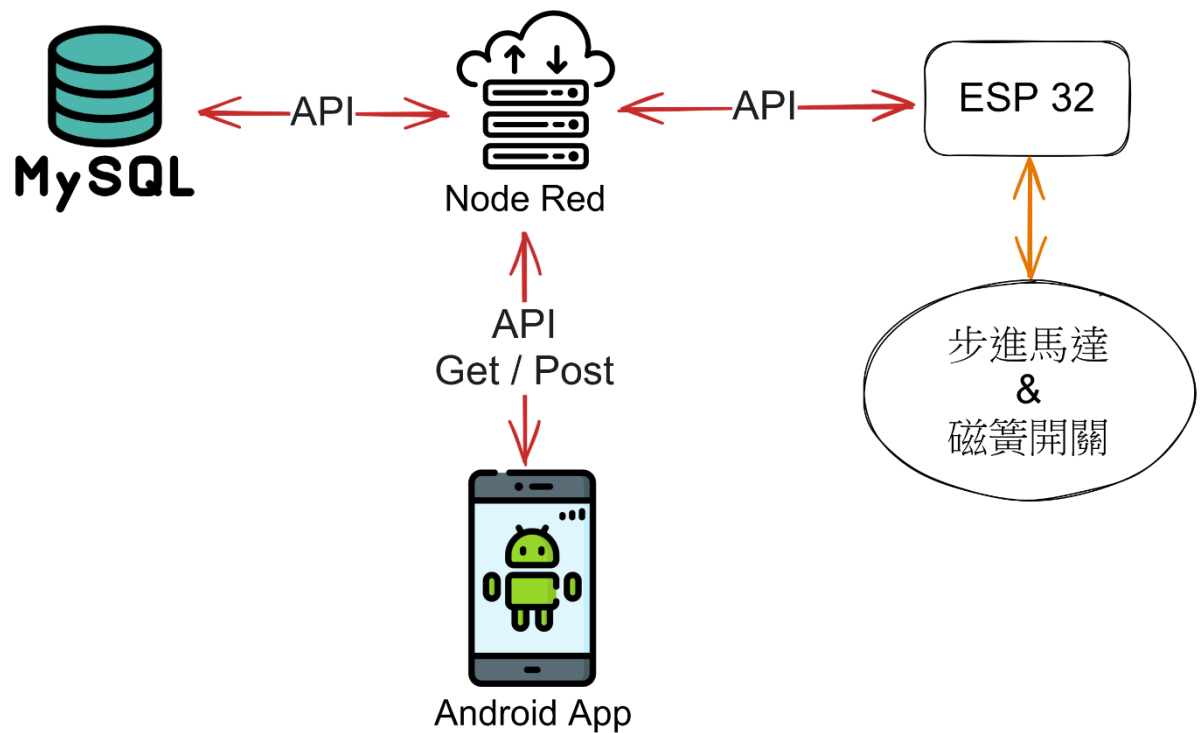 MySQL
API
Node Red
API
ESP 32
API
Get / Post
步進馬達
&
磁簧開關
Android App